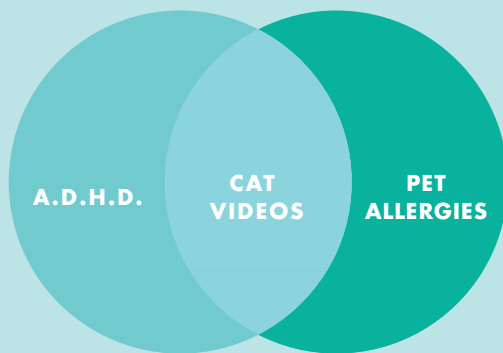 A.D.H.D.
CAT
VIDEOS
PET
ALLERGIES